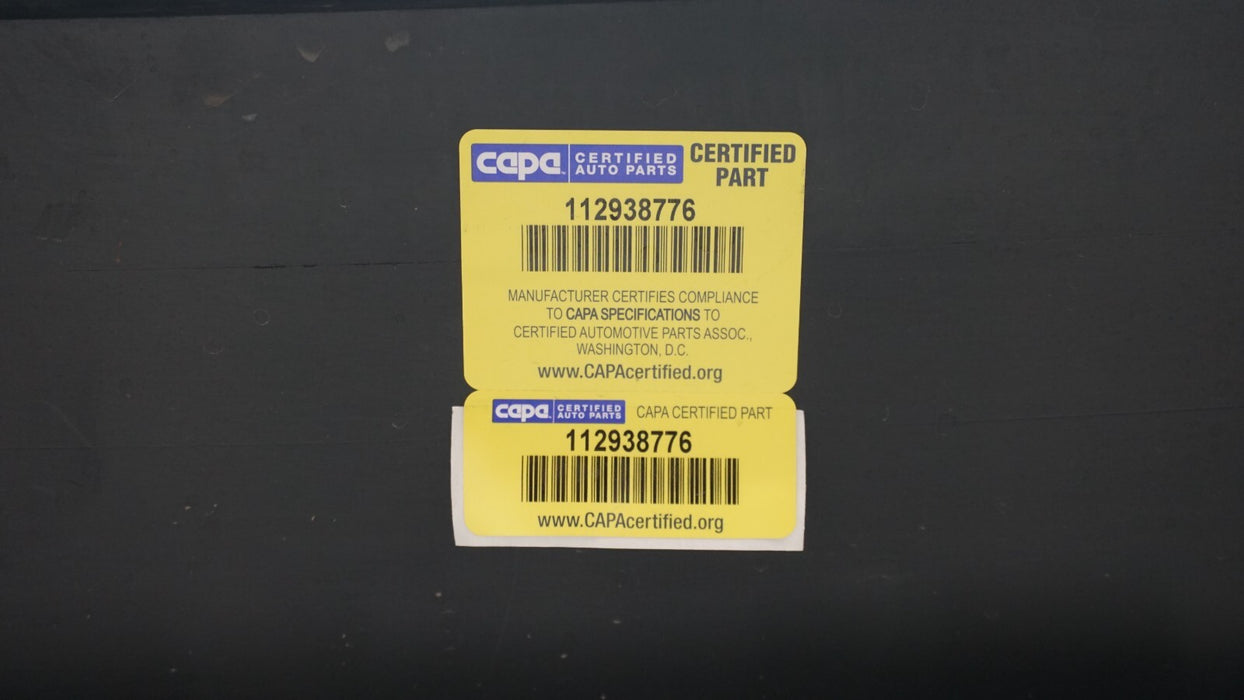 capa CERTIFIED AUTO PARTS CERTIFIED PART
112938776
MANUFACTURER CERTIFIES COMPLIANCE
TO CAPA SPECIFICATIONS TO
CERTIFIED AUTOMOTIVE PARTS ASSOC.,
WASHINGTON, D.C.
www.CAPAcertified.org
capa CERTIFIED AUTO PARTS CAPA CERTIFIED PART
112938776
www.CAPAcertified.org